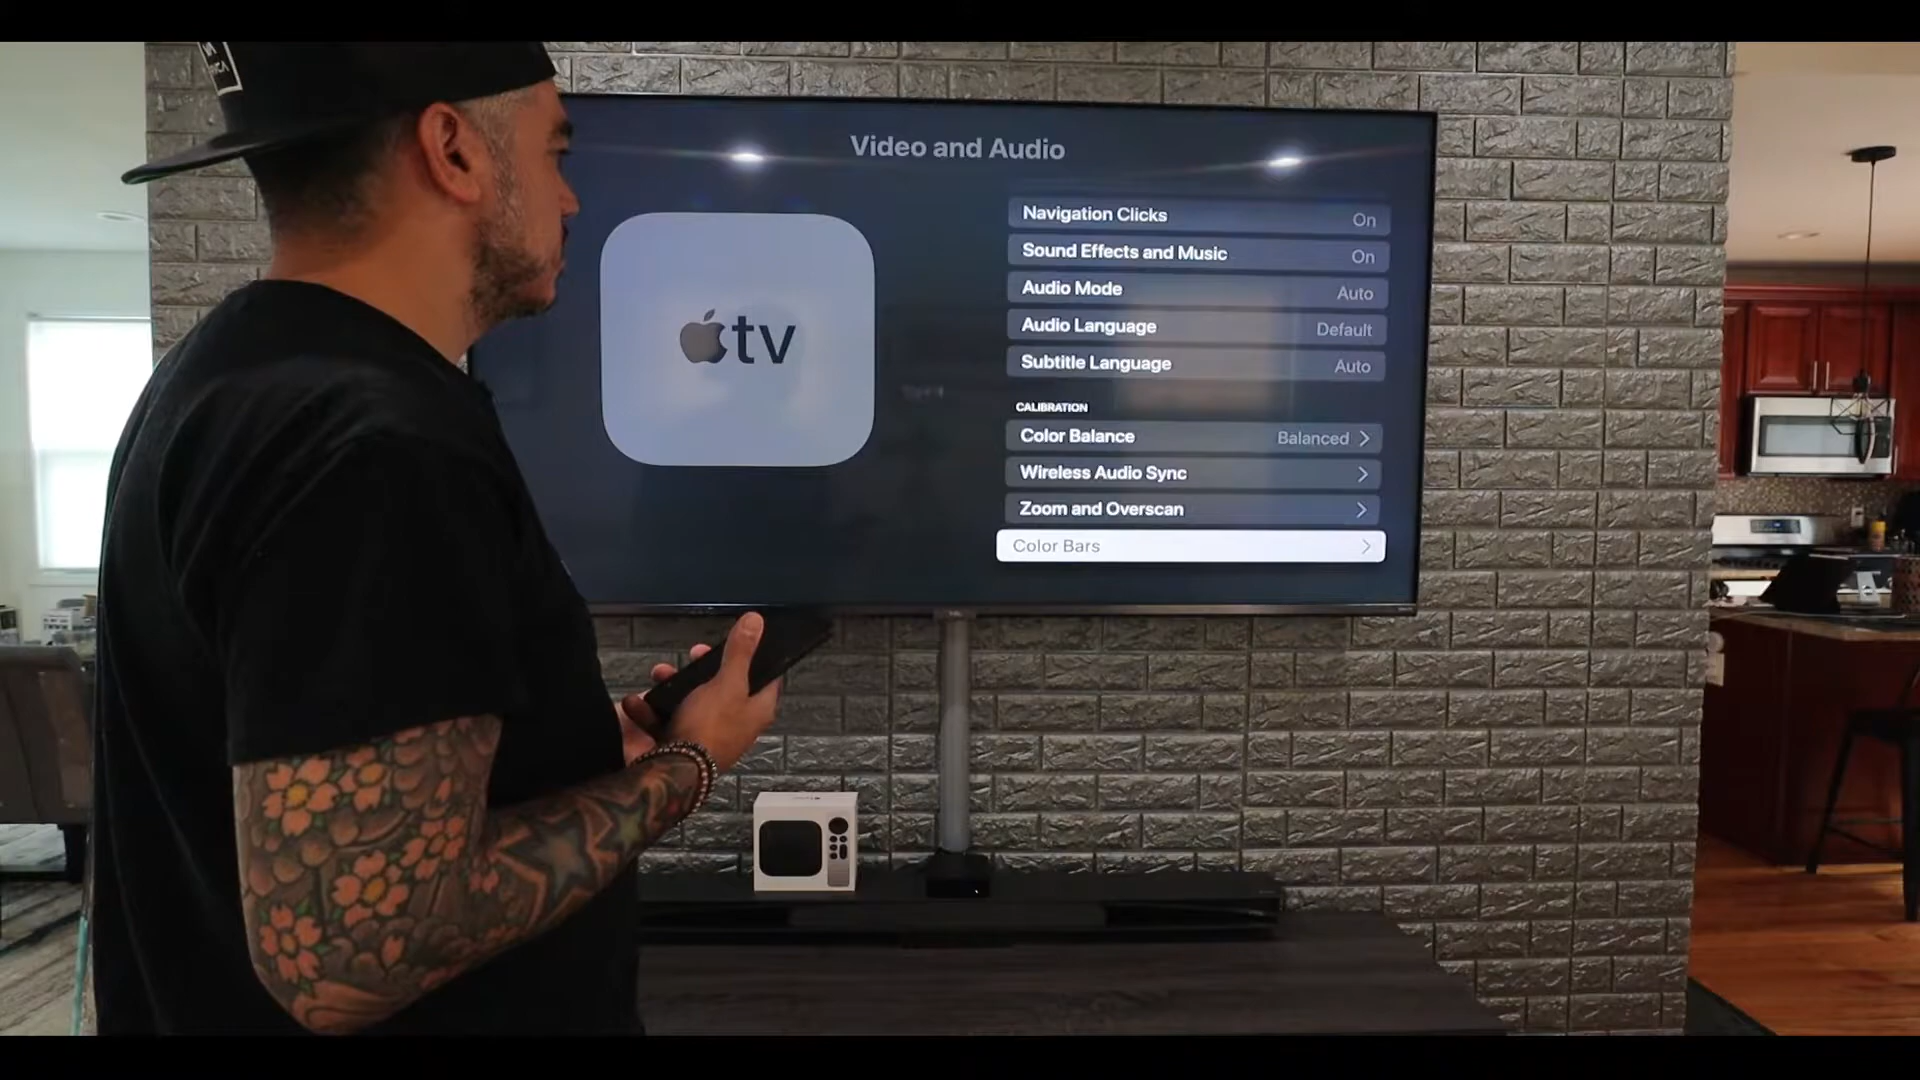 Video and Audio
tv
Navigation Clicks On
Sound Effects and Music On
Audio Mode Auto
Audio Language Default
Subtitle Language Auto
CALIBRATION
Color Balance Balanced
Wireless Audio Sync
Zoom and Overscan
Color Bars